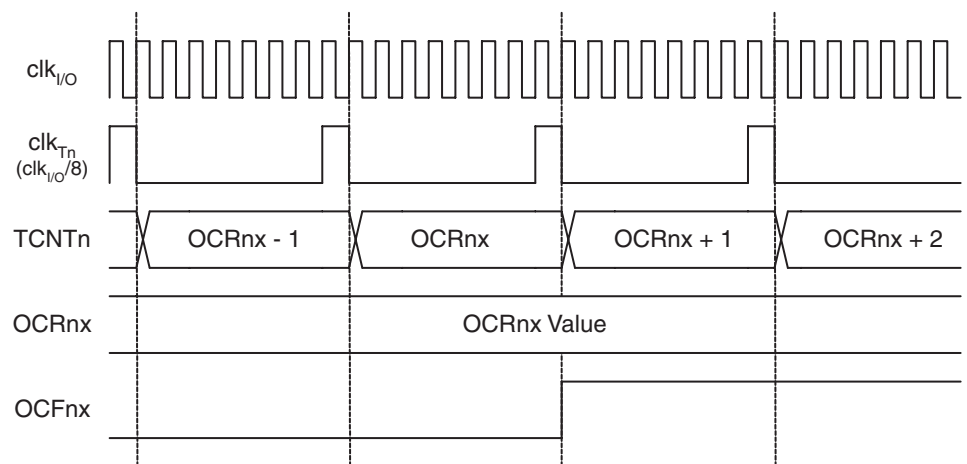 clkI/O
clkTn
(clkI/O/8)
TCNTn
OCRnx - 1
OCRnx
OCRnx + 1
OCRnx + 2
OCRnx
OCRnx Value
OCFnx